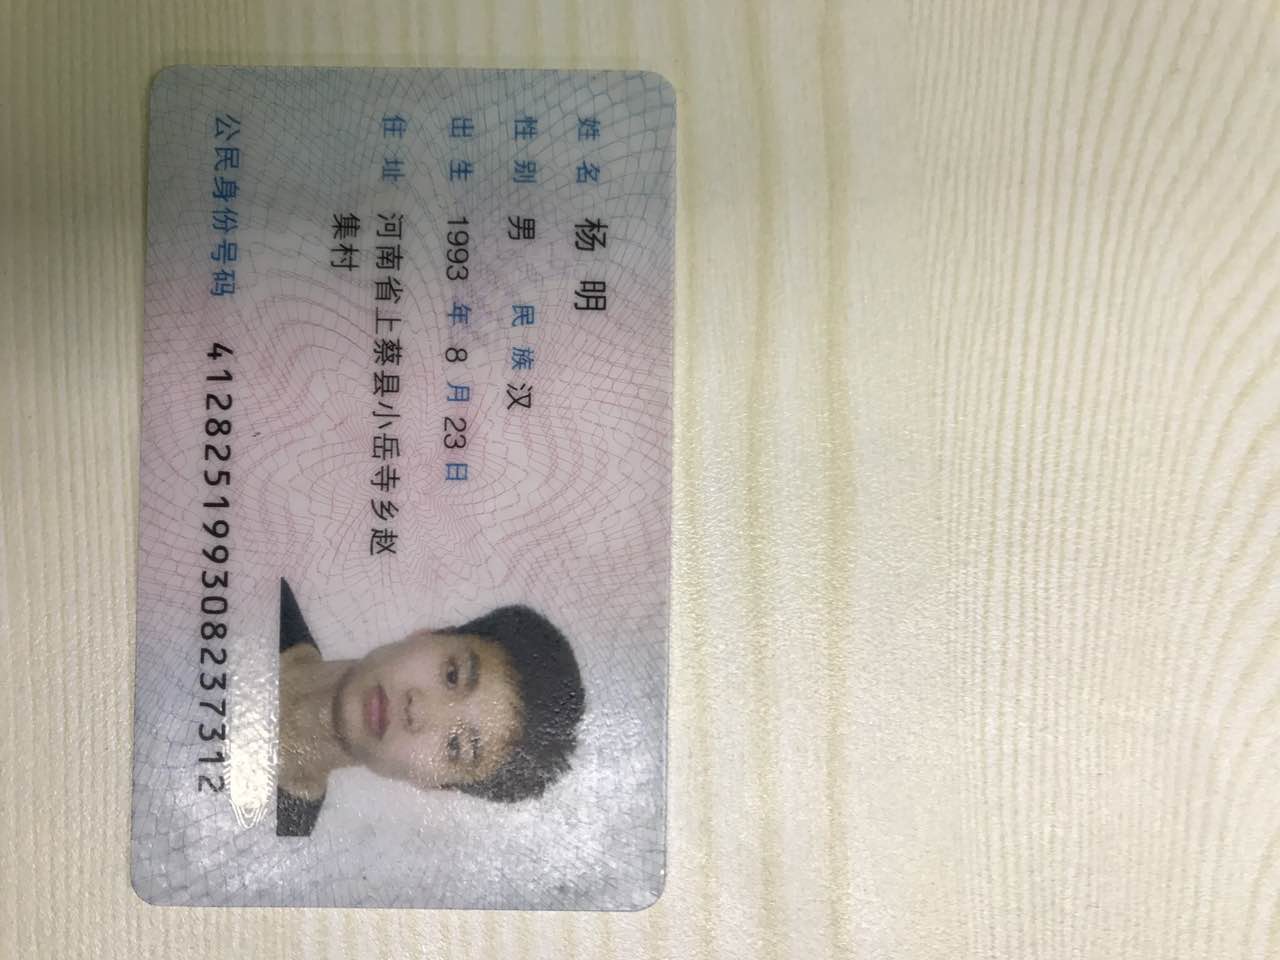 姓名 杨明
性别 男 民族 汉
出生 1993 年 8 月 23 日
住址 河南省上蔡县小岳寺乡赵
集村
公民身份号码 412825199308237312